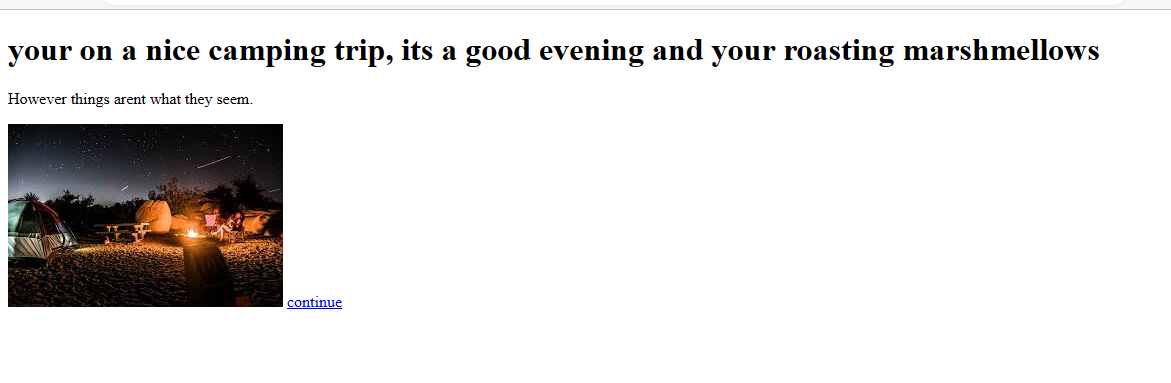 your on a nice camping trip, its a good evening and your roasting marshmellows
However things arent what they seem.
continue